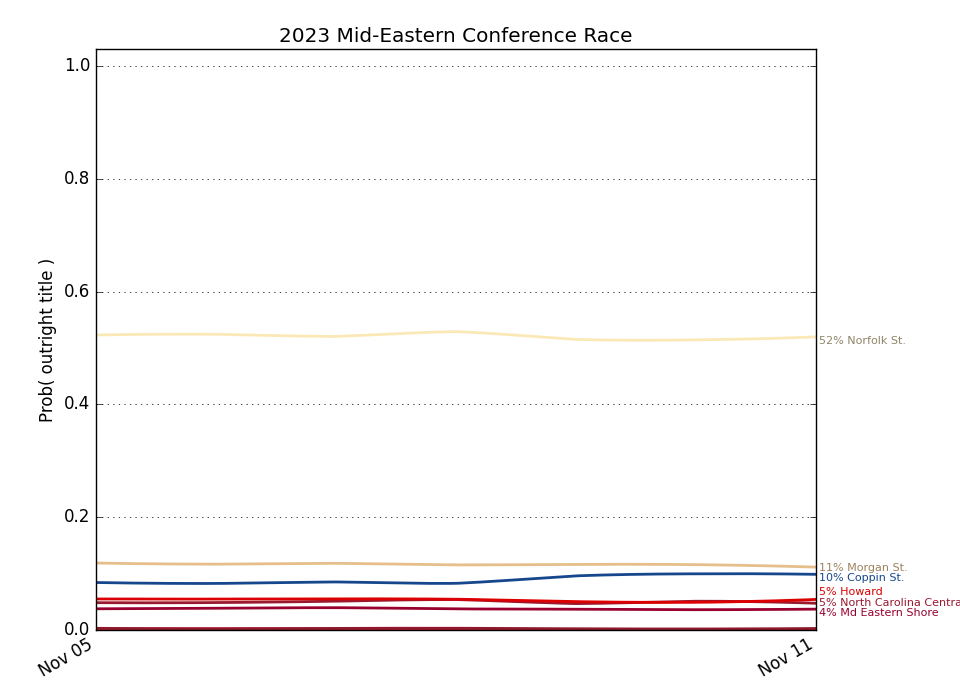 2023 Mid-Eastern Conference Race
Prob( outright title )
1.0
0.8
0.6
0.4
0.2
0.0
52% Norfolk St.
11% Morgan St.
10% Coppin St.
5% Howard
5% North Carolina Centra
4% Md Eastern Shore
Nov 05
Nov 11